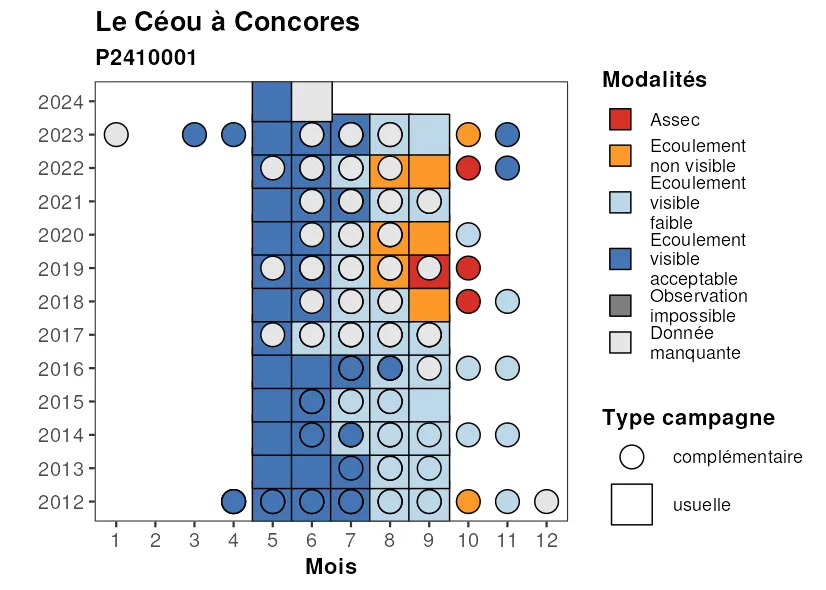 Le Céou à Concores
P2410001
2024
2023
2022
2021
2020
2019
2018
2017
2016
2015
2014
2013
2012
1 2 3 4 5 6 7 8 9 10 11 12
Mois
Modalités
Assec
Ecoulement
non visible
Ecoulement
visible
faible
Ecoulement
visible
acceptable
Observation
impossible
Donnée
manquante
Type campagne
complémentaire
usuelle